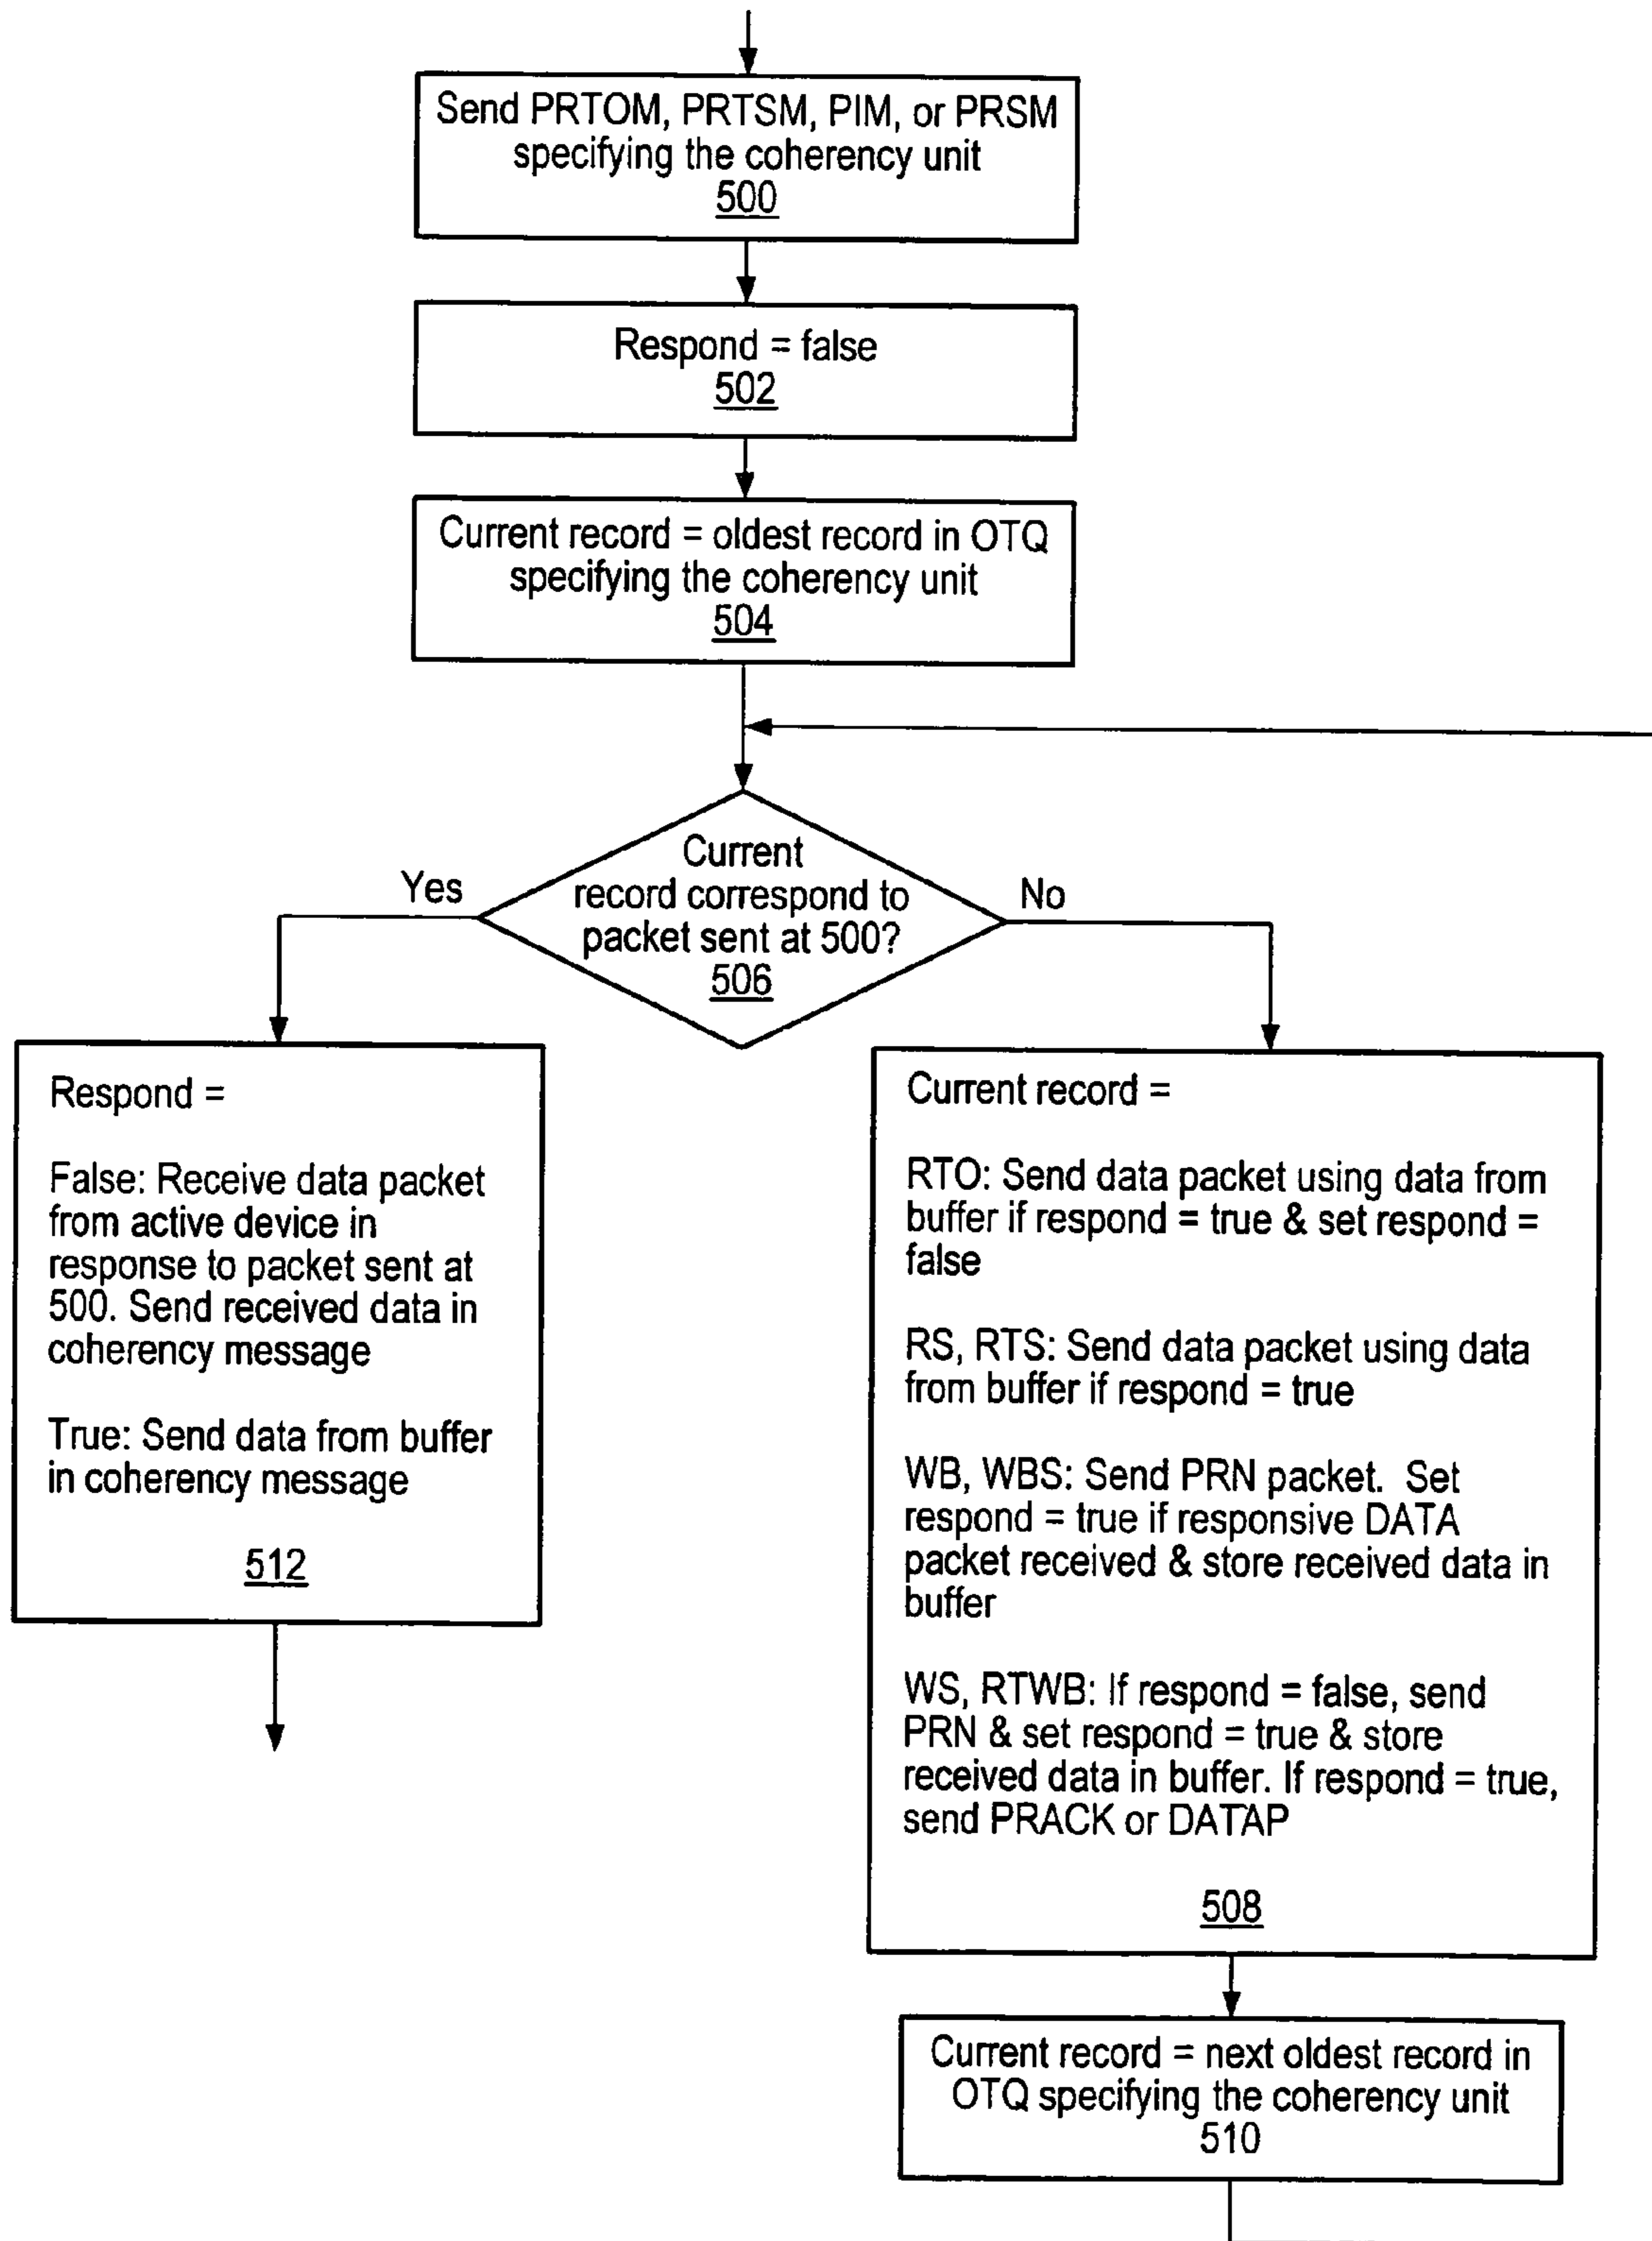 Send PRTOM, PRTSM, PIM, or PRSM
specifying the coherency unit
500
Respond = false
502
Current record = oldest record in OTQ
specifying the coherency unit
504
Current
record correspond to
packet sent at 500?
506
Yes
No
Respond =
False: Receive data packet
from active device in
response to packet sent at
500. Send received data in
coherency message
True: Send data from buffer
in coherency message
512
Current record =
RTO: Send data packet using data from
buffer if respond = true & set respond =
false
RS, RTS: Send data packet using data
from buffer if respond = true
WB, WBS: Send PRN packet. Set
respond = true if responsive DATA
packet received & store received data in
buffer
WS, RTWB: If respond = false, send
PRN & set respond = true & store
received data in buffer. If respond = true,
send PRACK or DATAP
508
Current record = next oldest record in
OTQ specifying the coherency unit
510